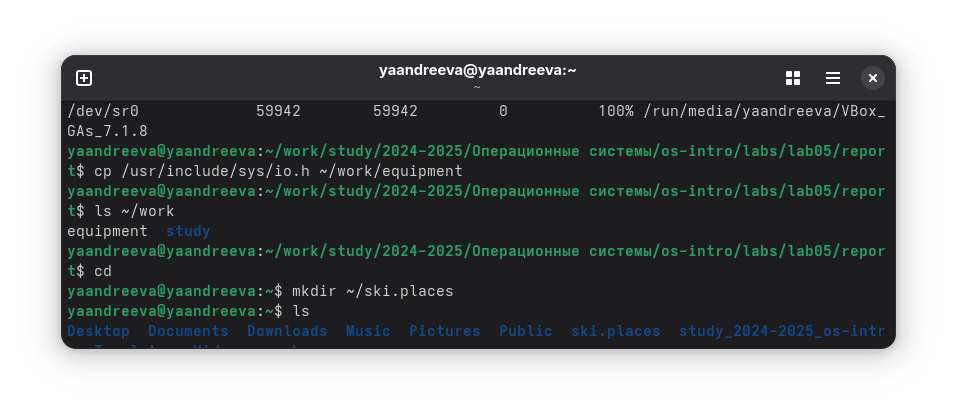 yaandreeva@yaandreeva:~
~
/dev/sr0 59942 59942 0 100% /run/media/yaandreeva/VBox_
GAs_7.1.8
yaandreeva@yaandreeva:~/work/study/2024-2025/Операционные системы/os-intro/labs/lab05/repor
t$ cp /usr/include/sys/io.h ~/work/equipment
yaandreeva@yaandreeva:~/work/study/2024-2025/Операционные системы/os-intro/labs/lab05/repor
t$ ls ~/work
equipment study
yaandreeva@yaandreeva:~/work/study/2024-2025/Операционные системы/os-intro/labs/lab05/repor
t$ cd
yaandreeva@yaandreeva:~$ mkdir ~/ski.places
yaandreeva@yaandreeva:~$ ls
Desktop Documents Downloads Music Pictures Public ski.places study_2024-2025_os-intr